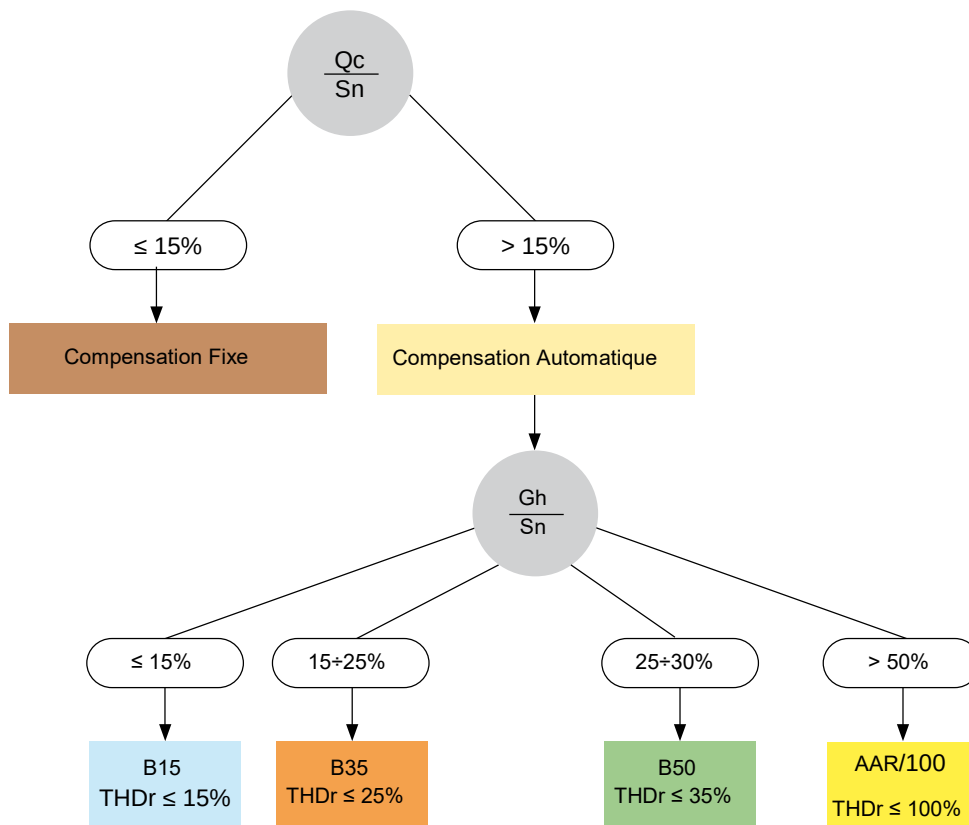 Qc
Sn
≤ 15%
> 15%
Compensation Fixe
Compensation Automatique
Gh
Sn
≤ 15%
15÷25%
25÷30%
> 50%
B15
THDr ≤ 15%
B35
THDr ≤ 25%
B50
THDr ≤ 35%
AAR/100
THDr ≤ 100%